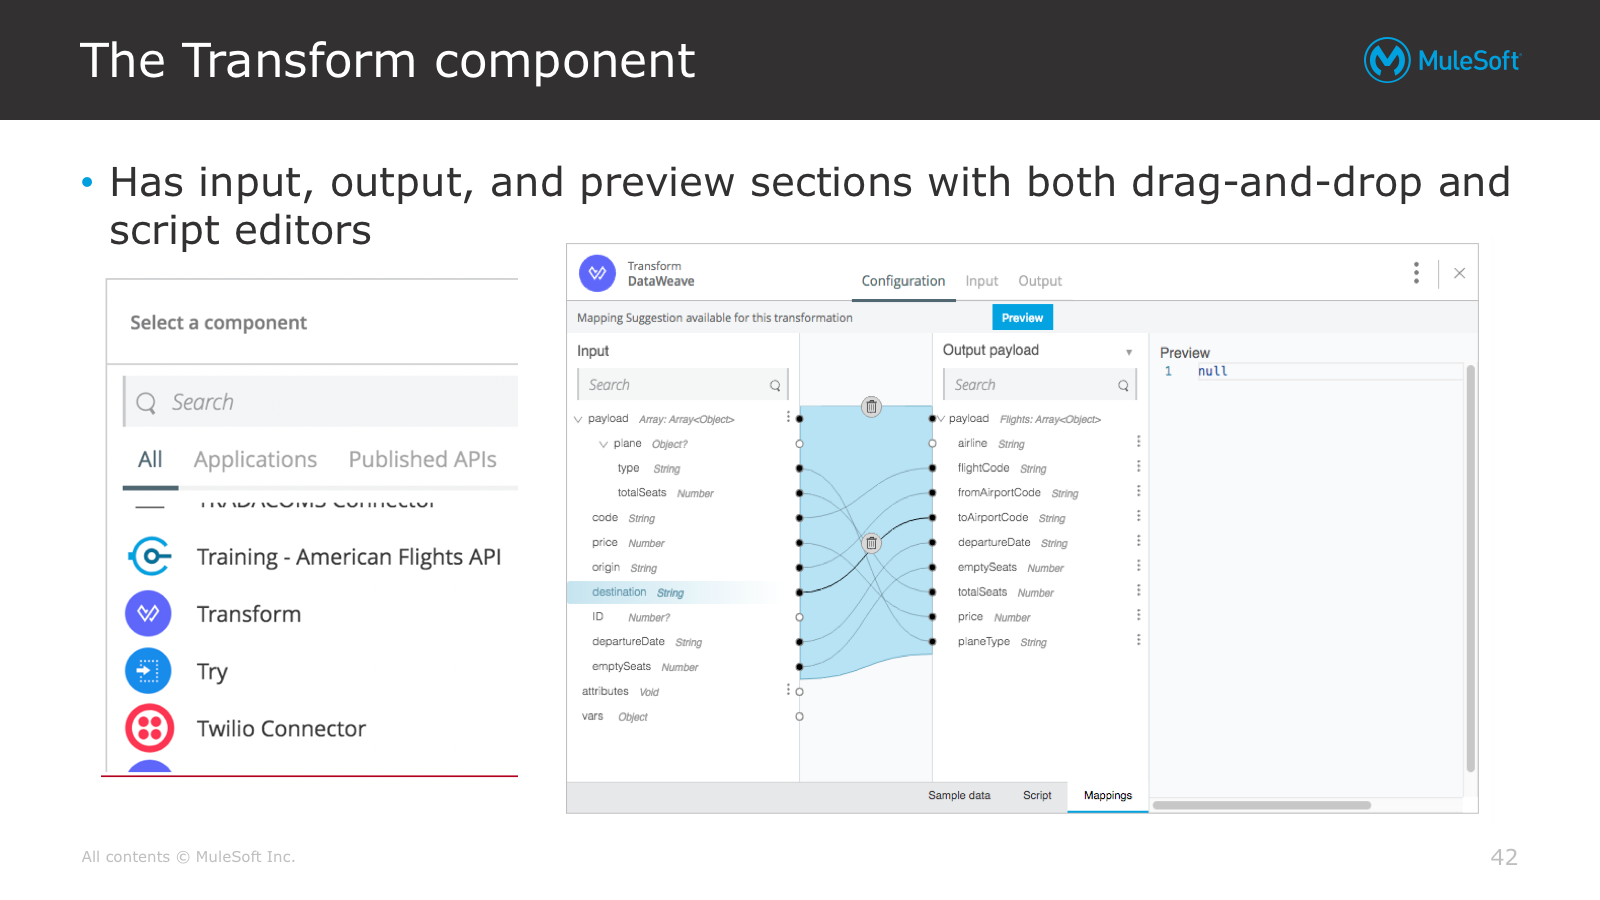 The Transform component
MuleSoft
• Has input, output, and preview sections with both drag-and-drop and
script editors
Select a component
Search
All Applications Published APIs
TRADACOMS Connector
Training - American Flights API
Transform
Try
Twilio Connector
Transform
DataWeave
Configuration Input Output
Mapping Suggestion available for this transformation
Preview
Input
Search
payload Array: Array<Object>
plane Object?
type String
totalSeats Number
code String
price Number
origin String
destination String
ID Number?
departureDate String
emptySeats Number
attributes Void
vars Object
Output payload
Search
payload Flights: Array<Object>
airline String
flightCode String
fromAirportCode String
toAirportCode String
departureDate String
emptySeats Number
totalSeats Number
price Number
planeType String
Preview
1 null
Sample data Script Mappings
All contents © MuleSoft Inc.
42